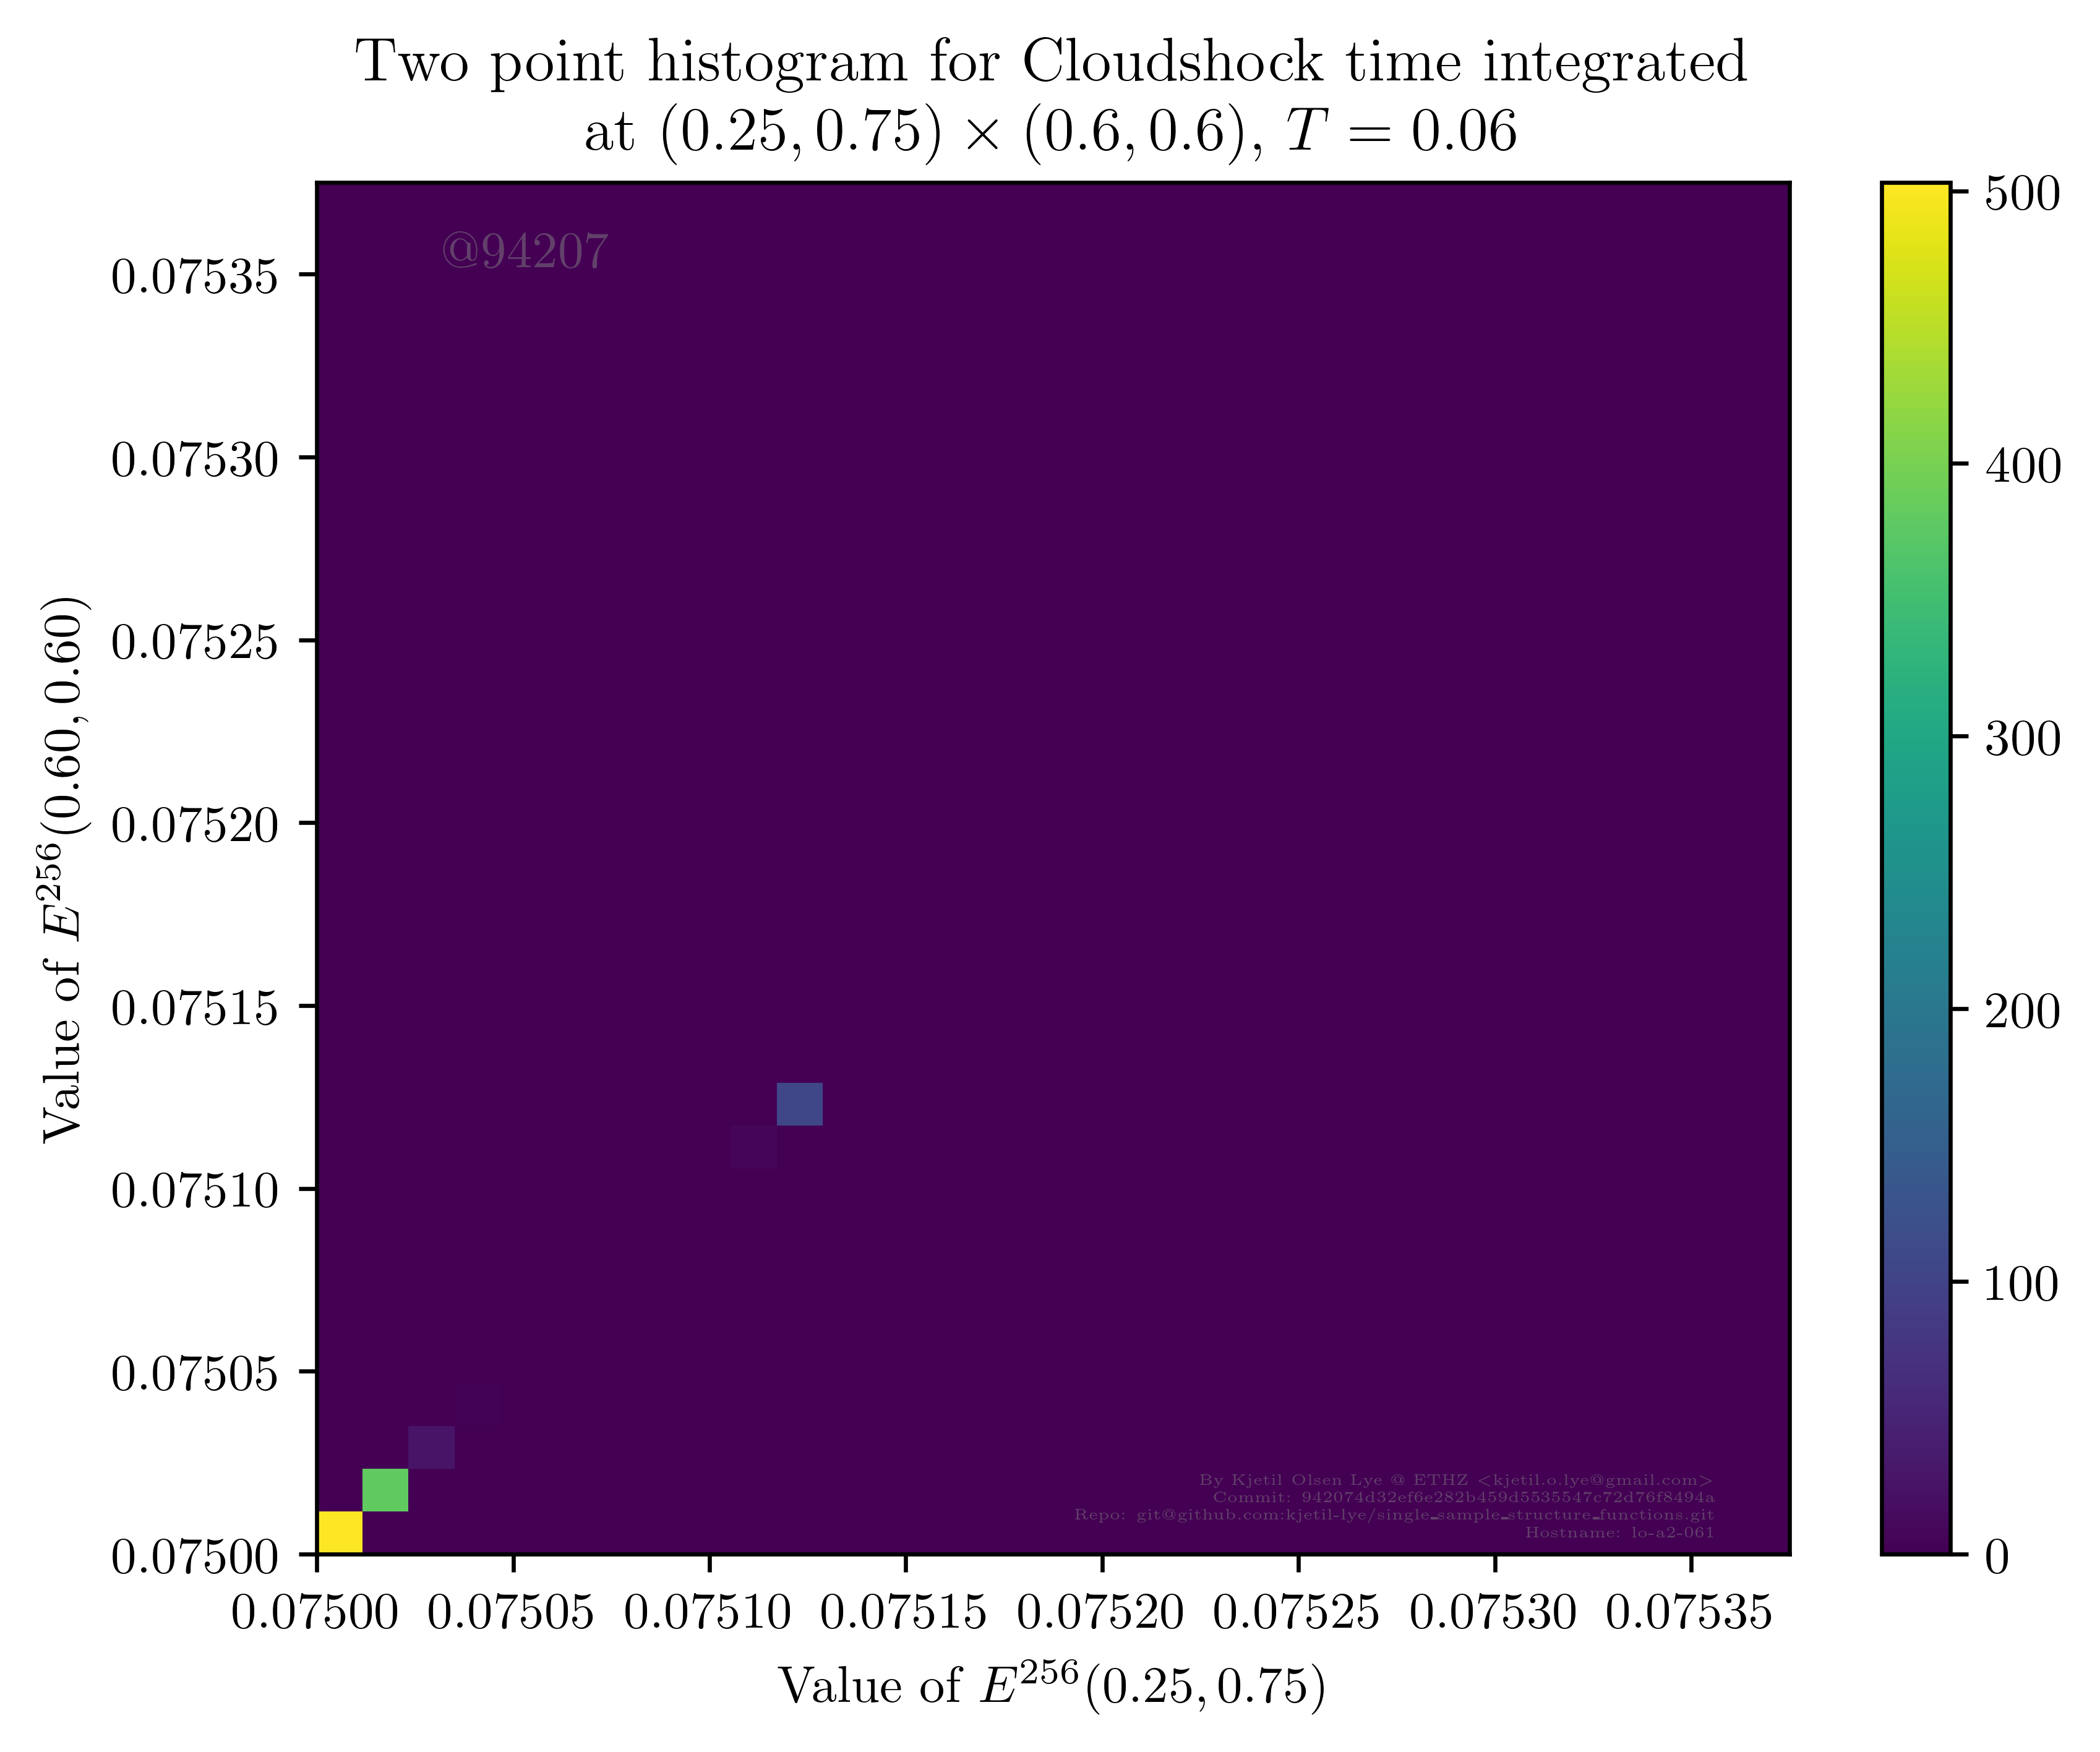 Two point histogram for Cloudshock time integrated
at (0.25, 0.75) × (0.6, 0.6), T = 0.06
@94207
0.07535
0.07530
0.07525
0.07520
0.07515
0.07510
0.07505
0.07500
Value of E^256(0.60, 0.60)
500
400
300
200
100
0
By Kjetil Olsen Lye @ ETHZ <kjetil.o.lye@gmail.com>
Commit: 942074d32ef6e282b459d5535547c72d76f8494a
Repo: git@github.com:kjetil-lye/single_sample_structure_functions.git
Hostname: lo-a2-061
0.07500 0.07505 0.07510 0.07515 0.07520 0.07525 0.07530 0.07535
Value of E^256(0.25, 0.75)